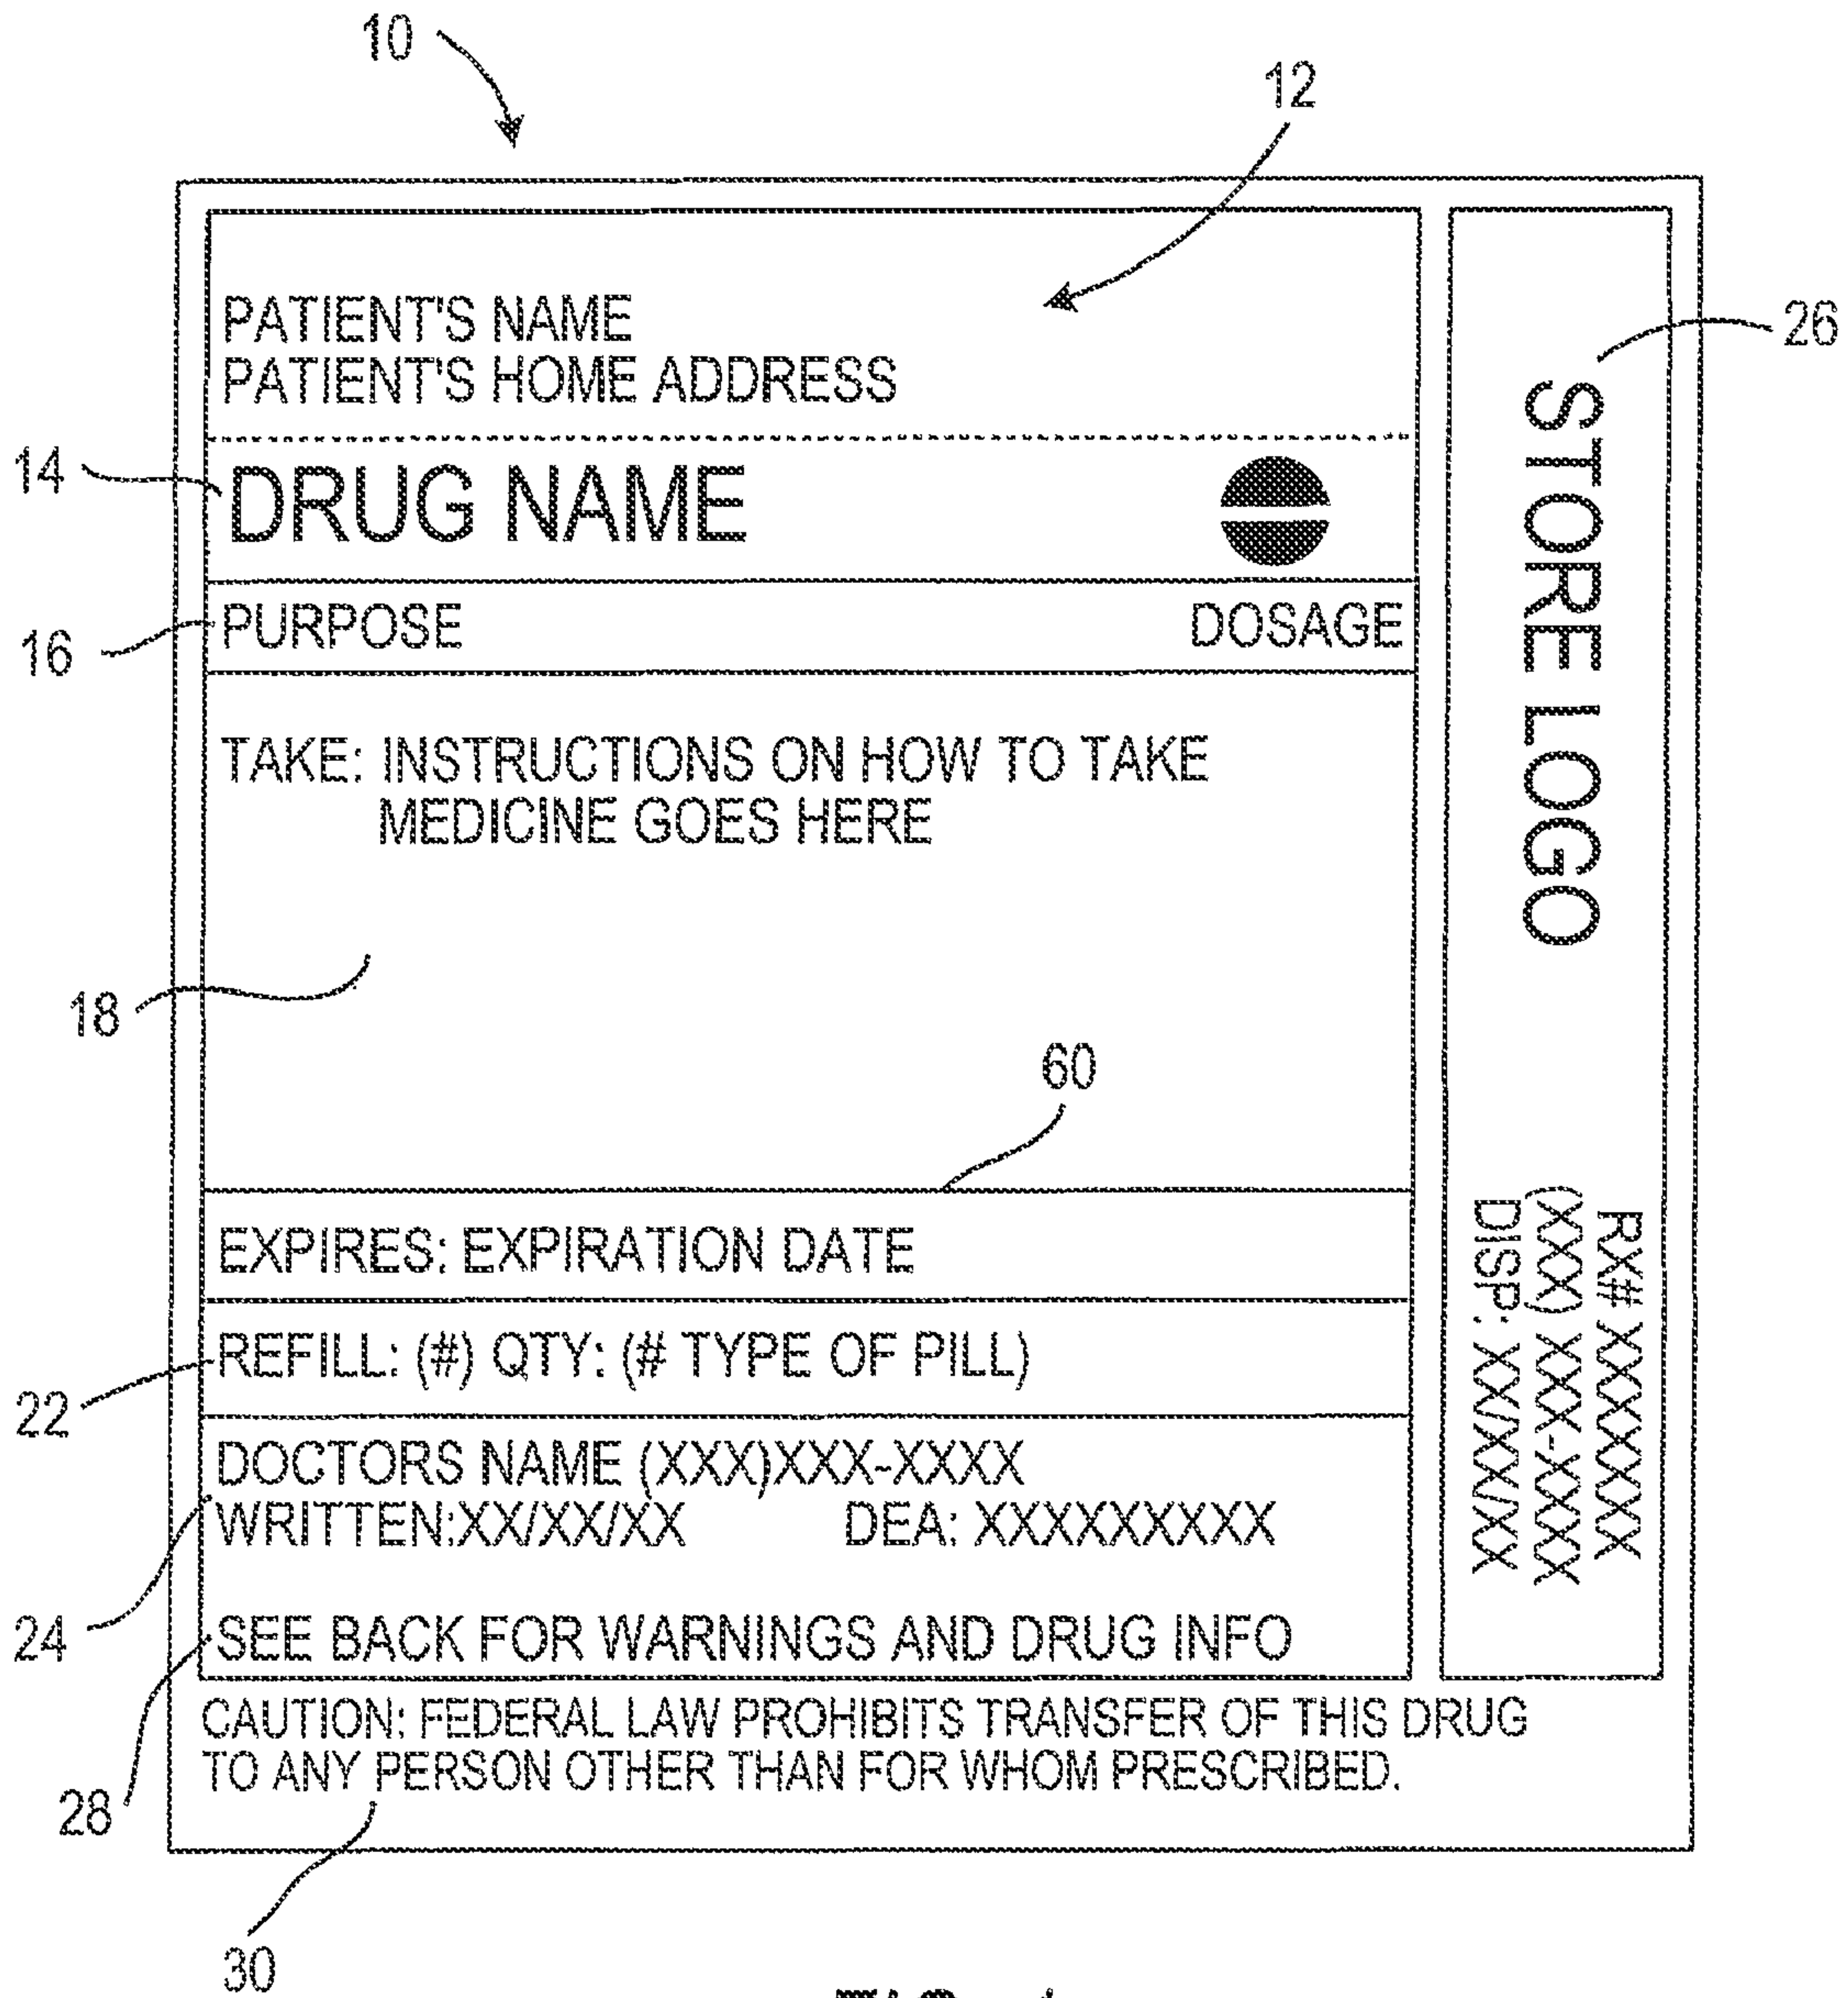 10
12
PATIENT'S NAME
PATIENT'S HOME ADDRESS
26
14
DRUG NAME
16
PURPOSE DOSAGE
TAKE: INSTRUCTIONS ON HOW TO TAKE
MEDICINE GOES HERE
18
60
EXPIRES: EXPIRATION DATE
REFILL: (#) QTY: (# TYPE OF PILL)
22
DOCTORS NAME (XXX)XXX-XXXX
WRITTEN:XX/XX/XX DEA: XXXXXXXXX
24
SEE BACK FOR WARNINGS AND DRUG INFO
28
CAUTION: FEDERAL LAW PROHIBITS TRANSFER OF THIS DRUG
TO ANY PERSON OTHER THAN FOR WHOM PRESCRIBED.
30
STORE LOGO
RX# XXXXXXX
(XXX) XXX-XXXX
DISP: XX/XX/XX